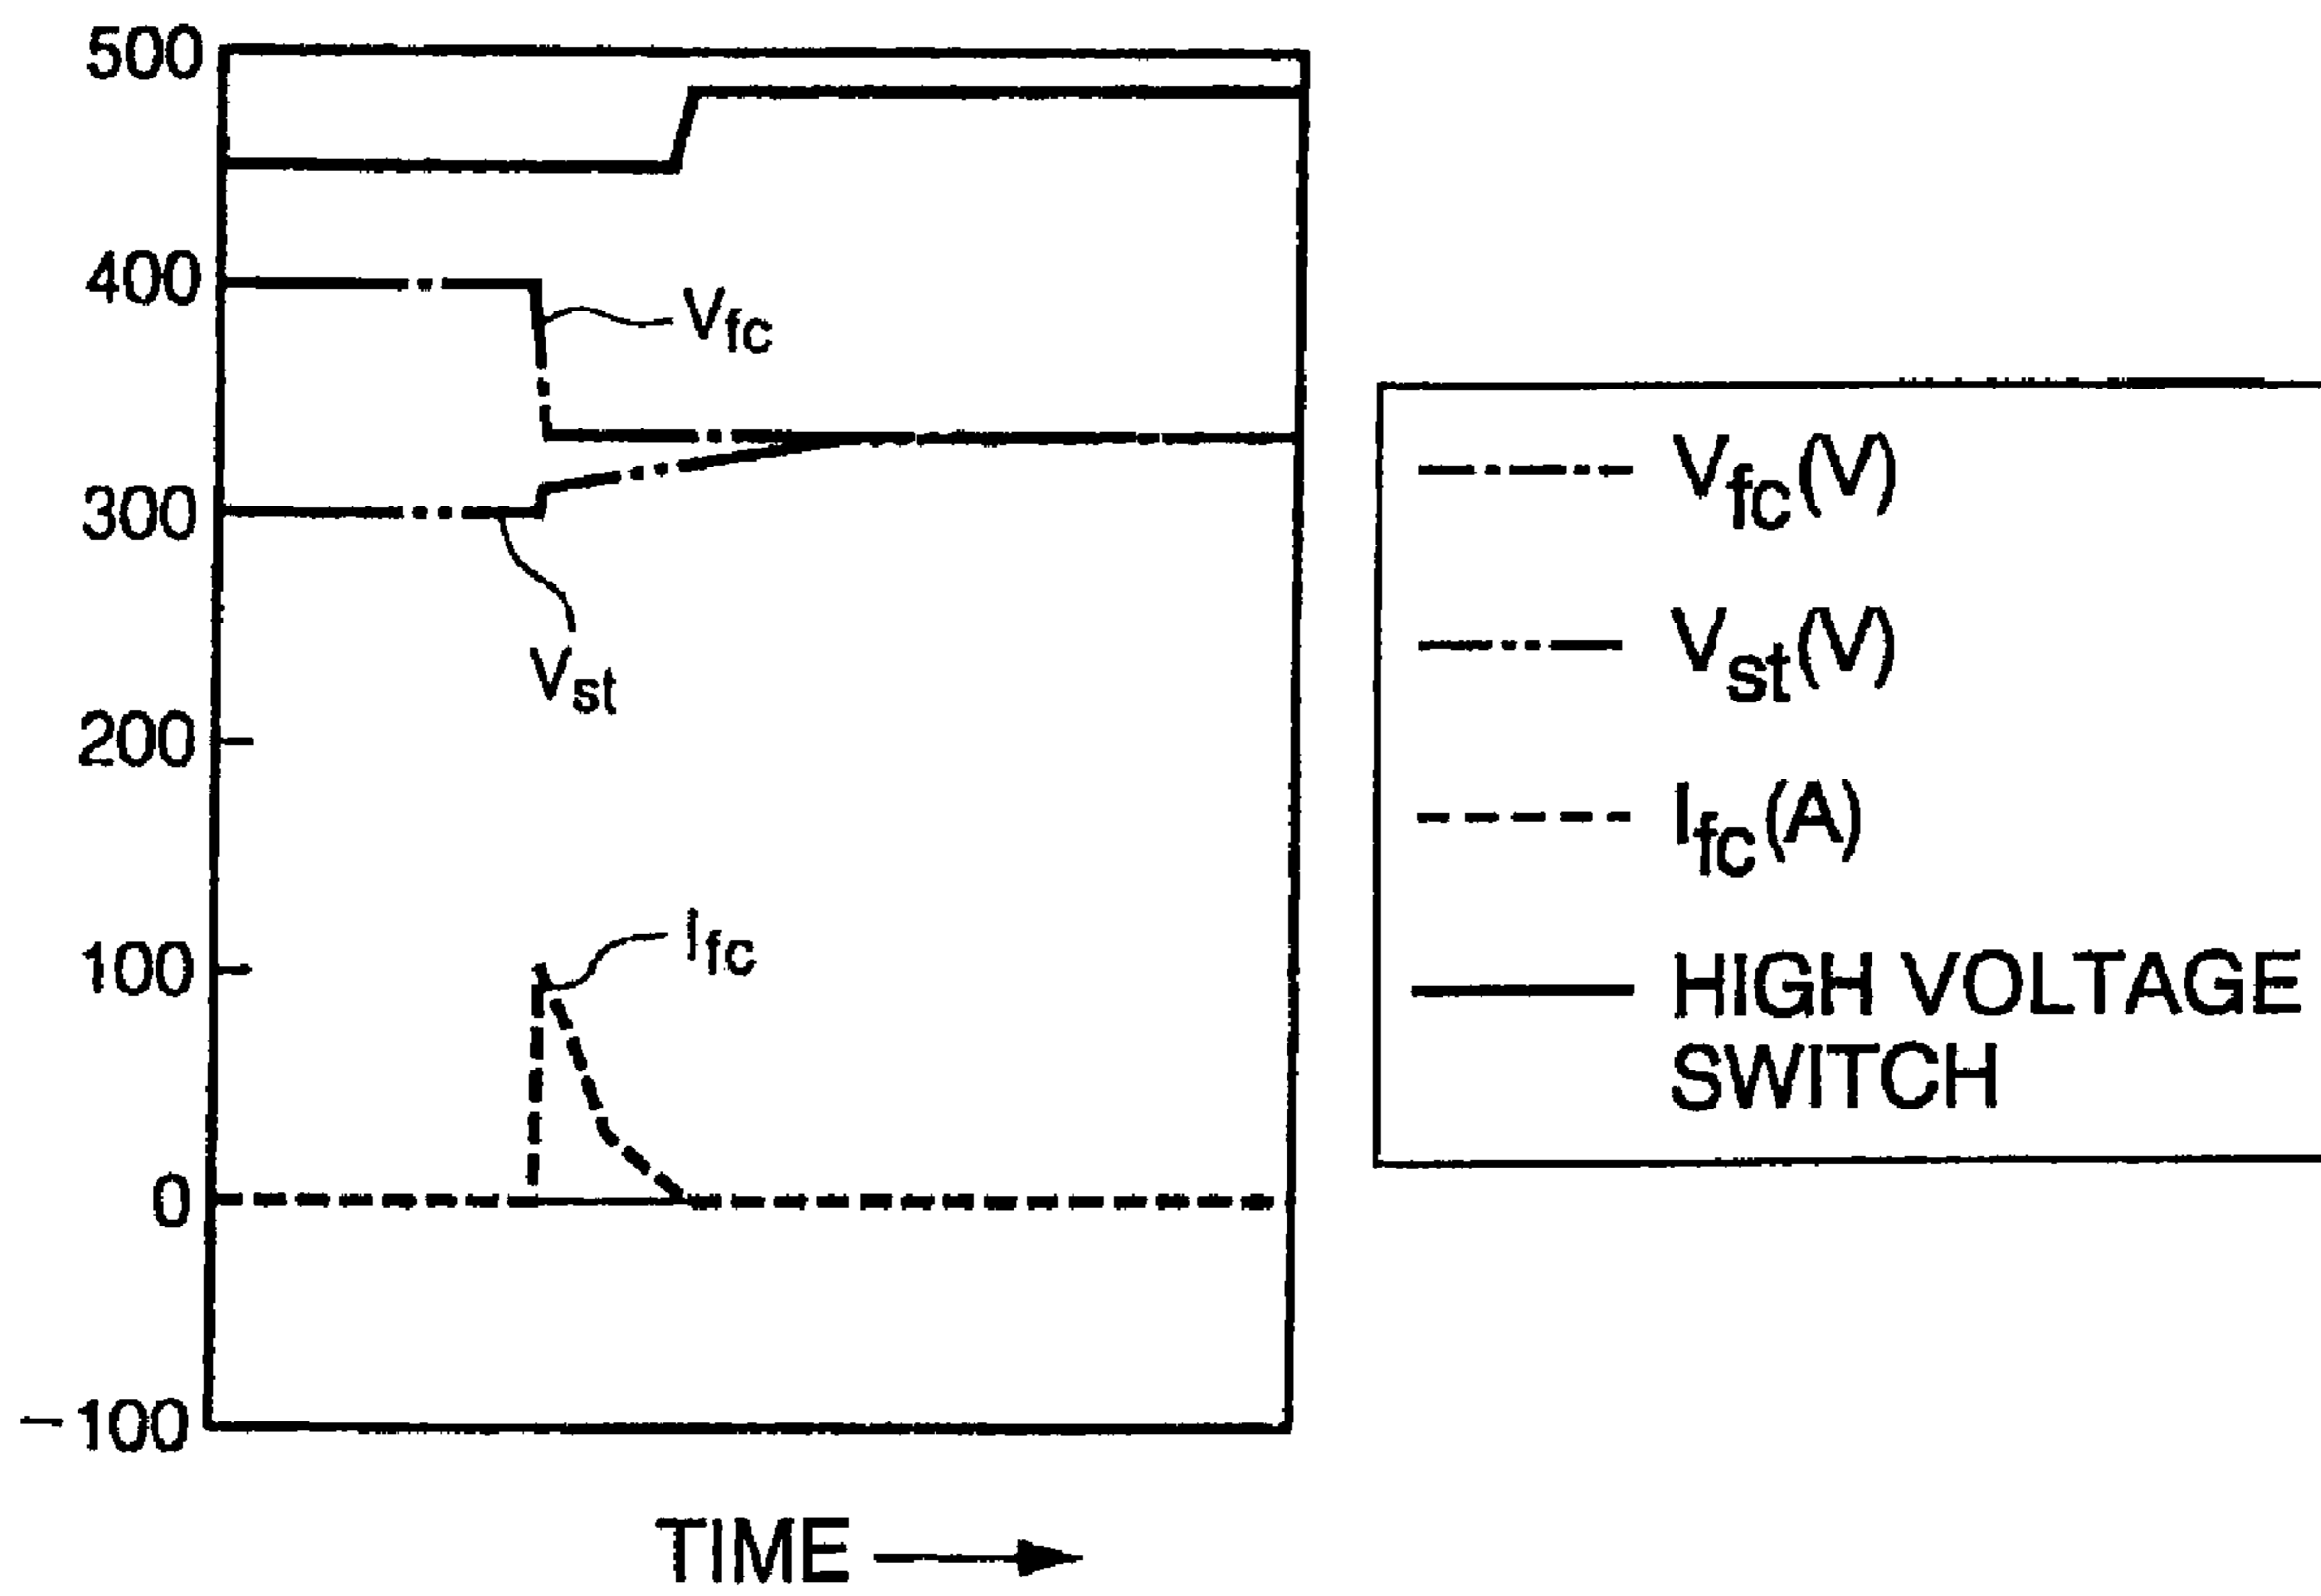 500
400
300
200
100
0
−100
Vfc
Vst
Ifc
TIME
Vfc(V)
Vst(V)
Ifc(A)
HIGH VOLTAGE
SWITCH